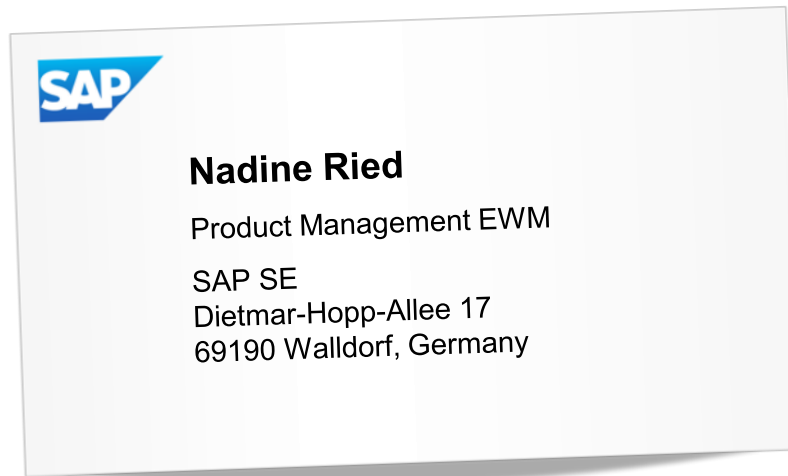 SAP
Nadine Ried
Product Management EWM
SAP SE
Dietmar-Hopp-Allee 17
69190 Walldorf, Germany